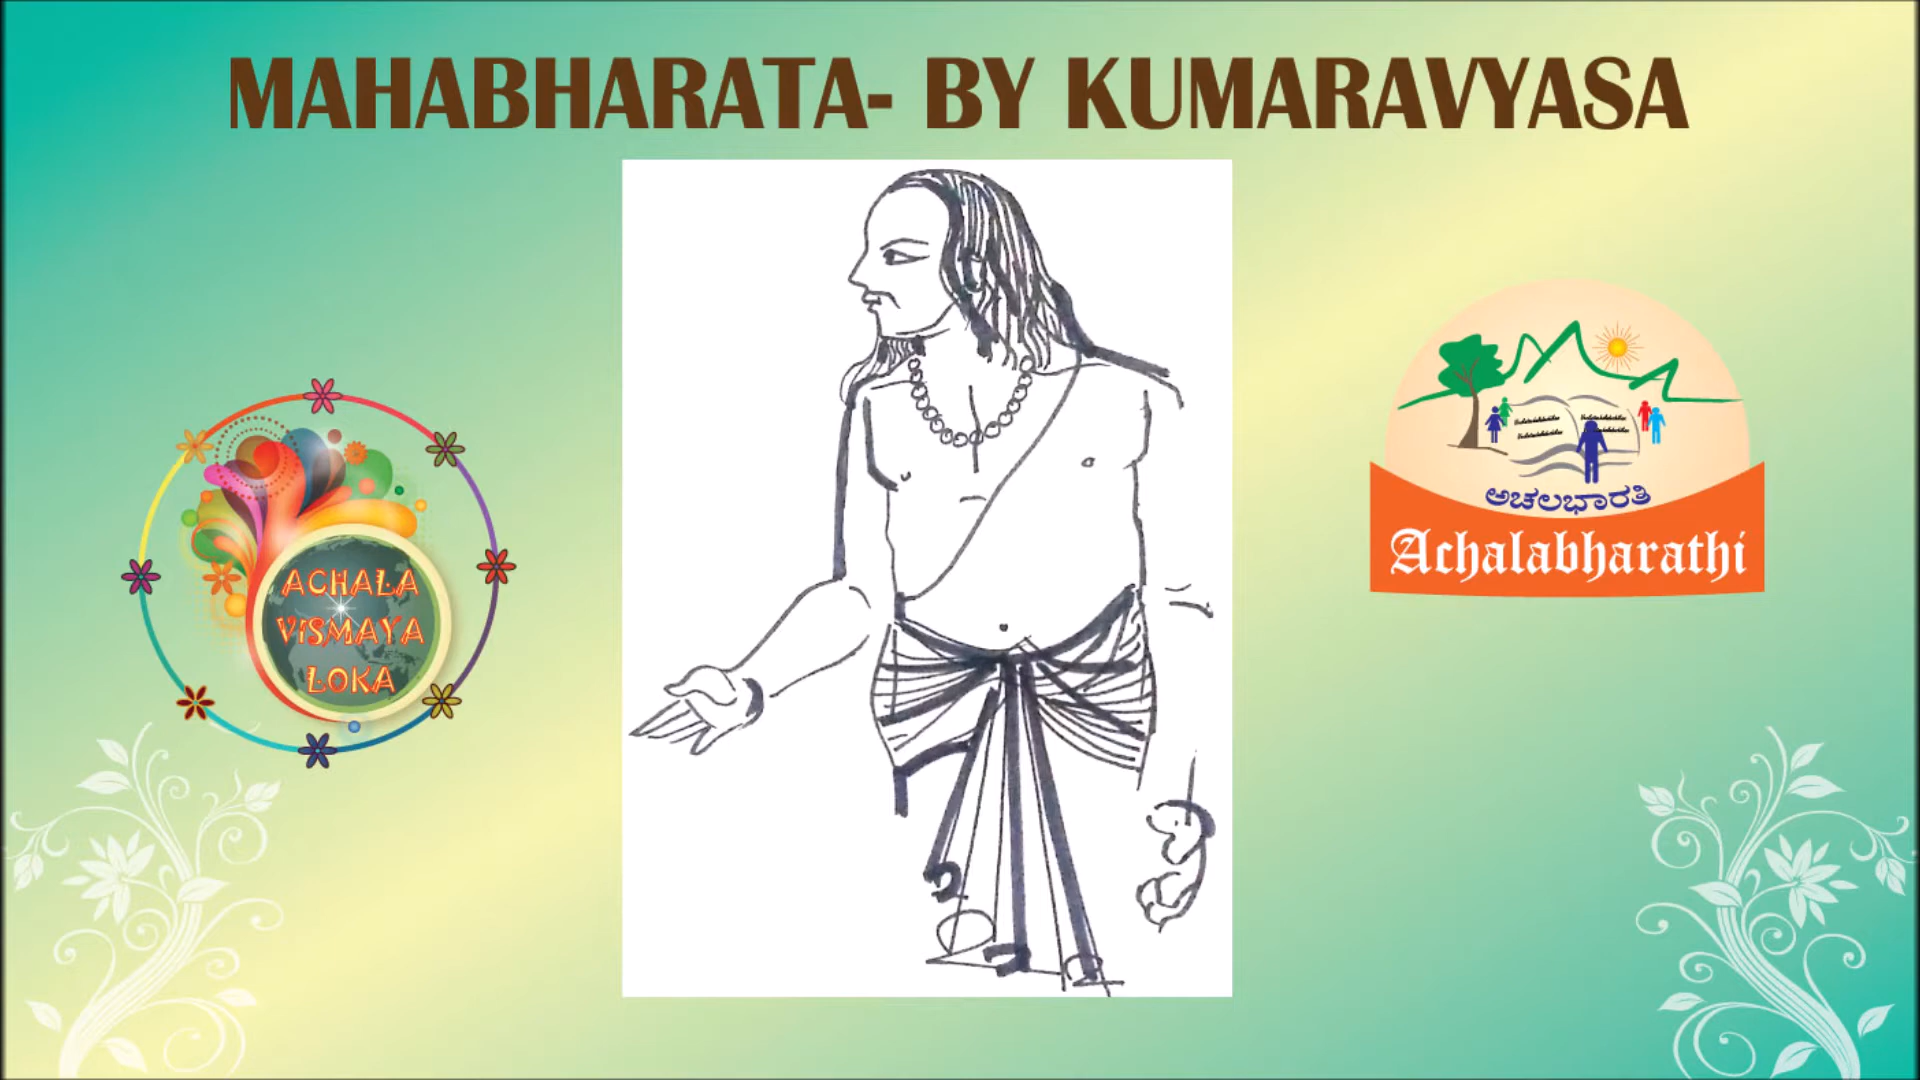 MAHABHARATA- BY KUMARAVYASA
ACHALA
VISMAYA
LOKA
ಅಚಲಭಾರತಿ
Achalabharathi